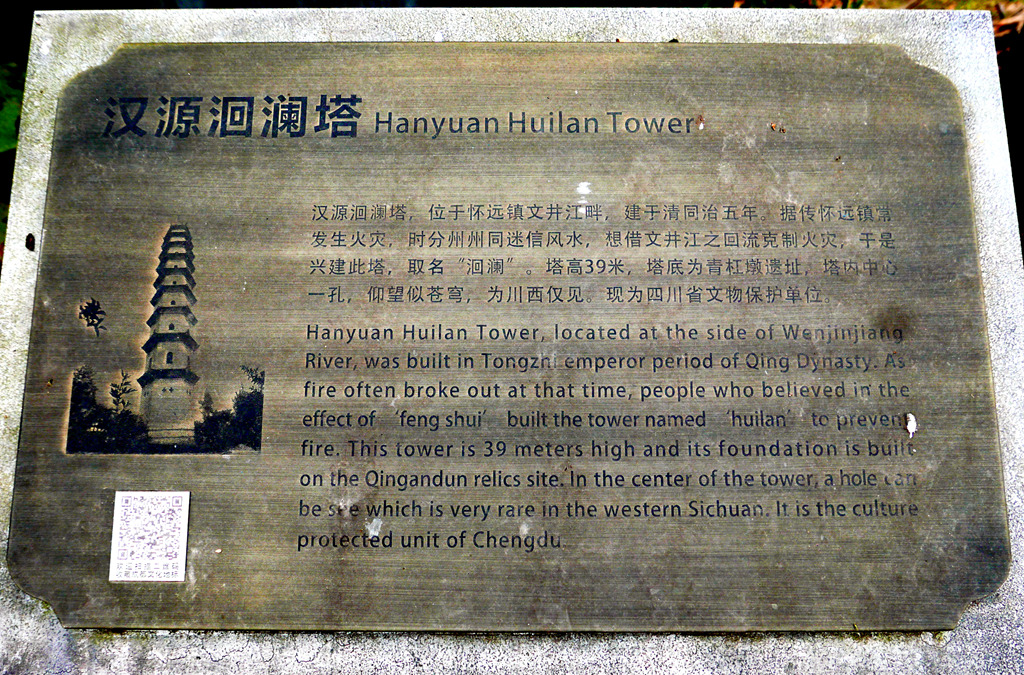 汉源洄澜塔 Hanyuan Huilan Tower
汉源洄澜塔，位于怀远镇文井江畔，建于清同治五年。据传怀远镇常
发生火灾，时分州州同迷信风水，想借文井江之回流克制火灾，于是
兴建此塔，取名“洄澜”。塔高39米，塔底为青杠墩遗址，塔内中心
一孔，仰望似苍穹，为川西仅见。现为四川省文物保护单位。
Hanyuan Huilan Tower, located at the side of Wenjinjiang
River, was built in Tongzhi emperor period of Qing Dynasty. As
fire often broke out at that time, people who believed in the
effect of ‘feng shui’ built the tower named ‘huilan’ to prevent
fire. This tower is 39 meters high and its foundation is built
on the Qingandun relics site. In the center of the tower, a hole can
be see which is very rare in the western Sichuan. It is the culture
protected unit of Chengdu.
欢迎扫描二维码